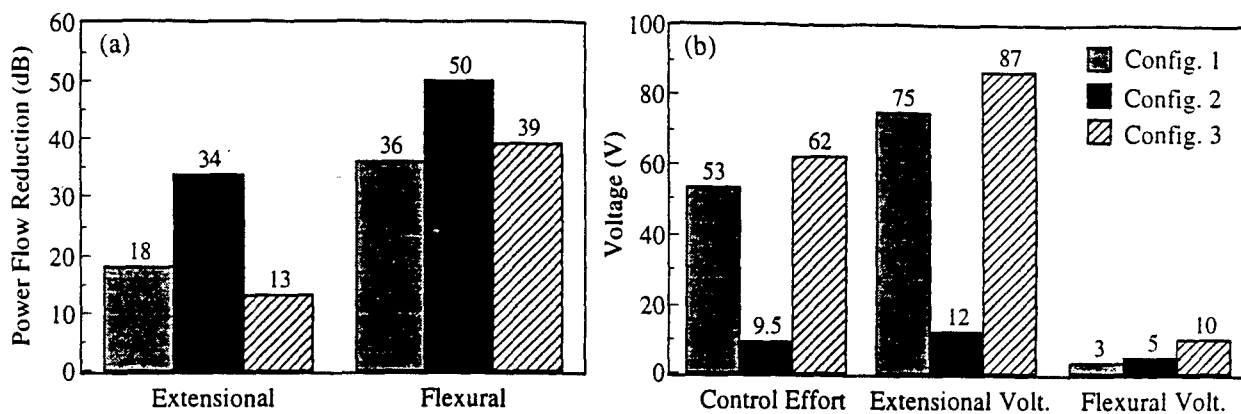 (a)
Power Flow Reduction (dB)
60
50
40
30
20
10
0
18
34
13
36
50
39
Extensional
Flexural
(b)
Voltage (V)
100
80
60
40
20
0
53
9.5
62
75
12
87
3
5
10
Control Effort
Extensional Volt.
Flexural Volt.
Config. 1
Config. 2
Config. 3